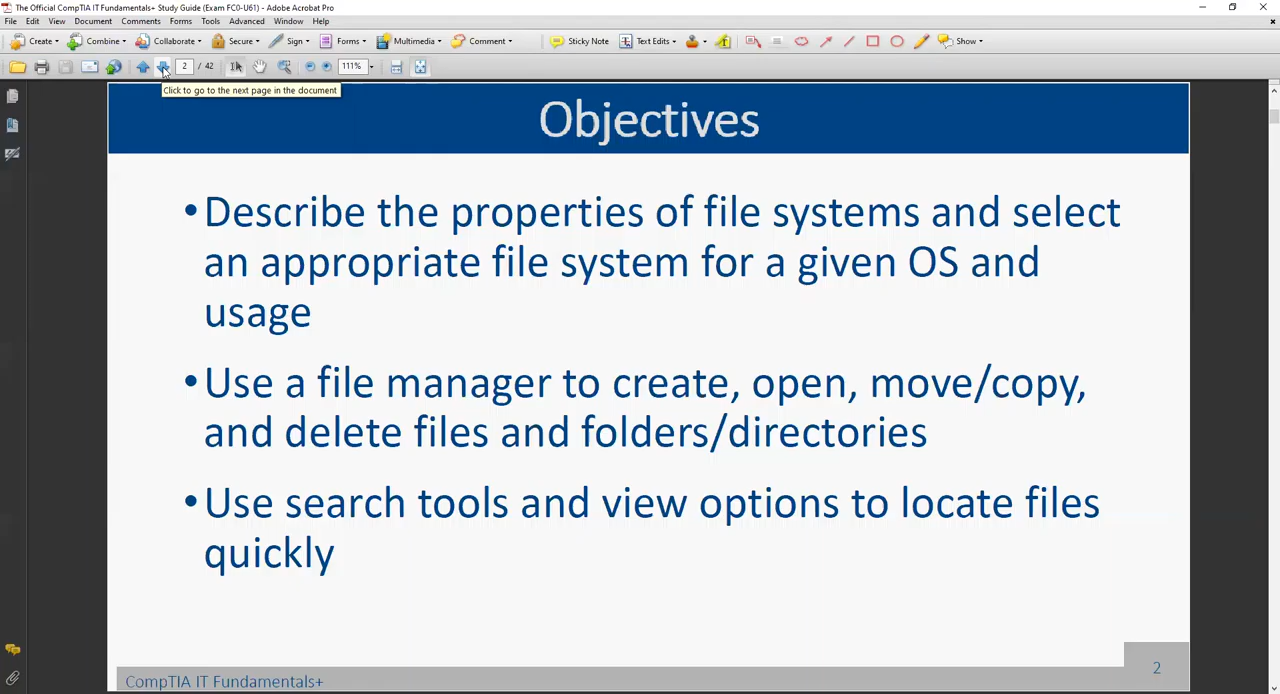 The Official CompTIA IT Fundamentals+ Study Guide (Exam FC0-U61) - Adobe Acrobat Pro
File Edit View Document Comments Forms Tools Advanced Window Help
Create Combine Collaborate Secure Sign Forms Multimedia Comment Sticky Note Text Edits Show
2 / 42 111%
Click to go to the next page in the document
Objectives
•Describe the properties of file systems and select
an appropriate file system for a given OS and
usage
•Use a file manager to create, open, move/copy,
and delete files and folders/directories
•Use search tools and view options to locate files
quickly
2
CompTIA IT Fundamentals+